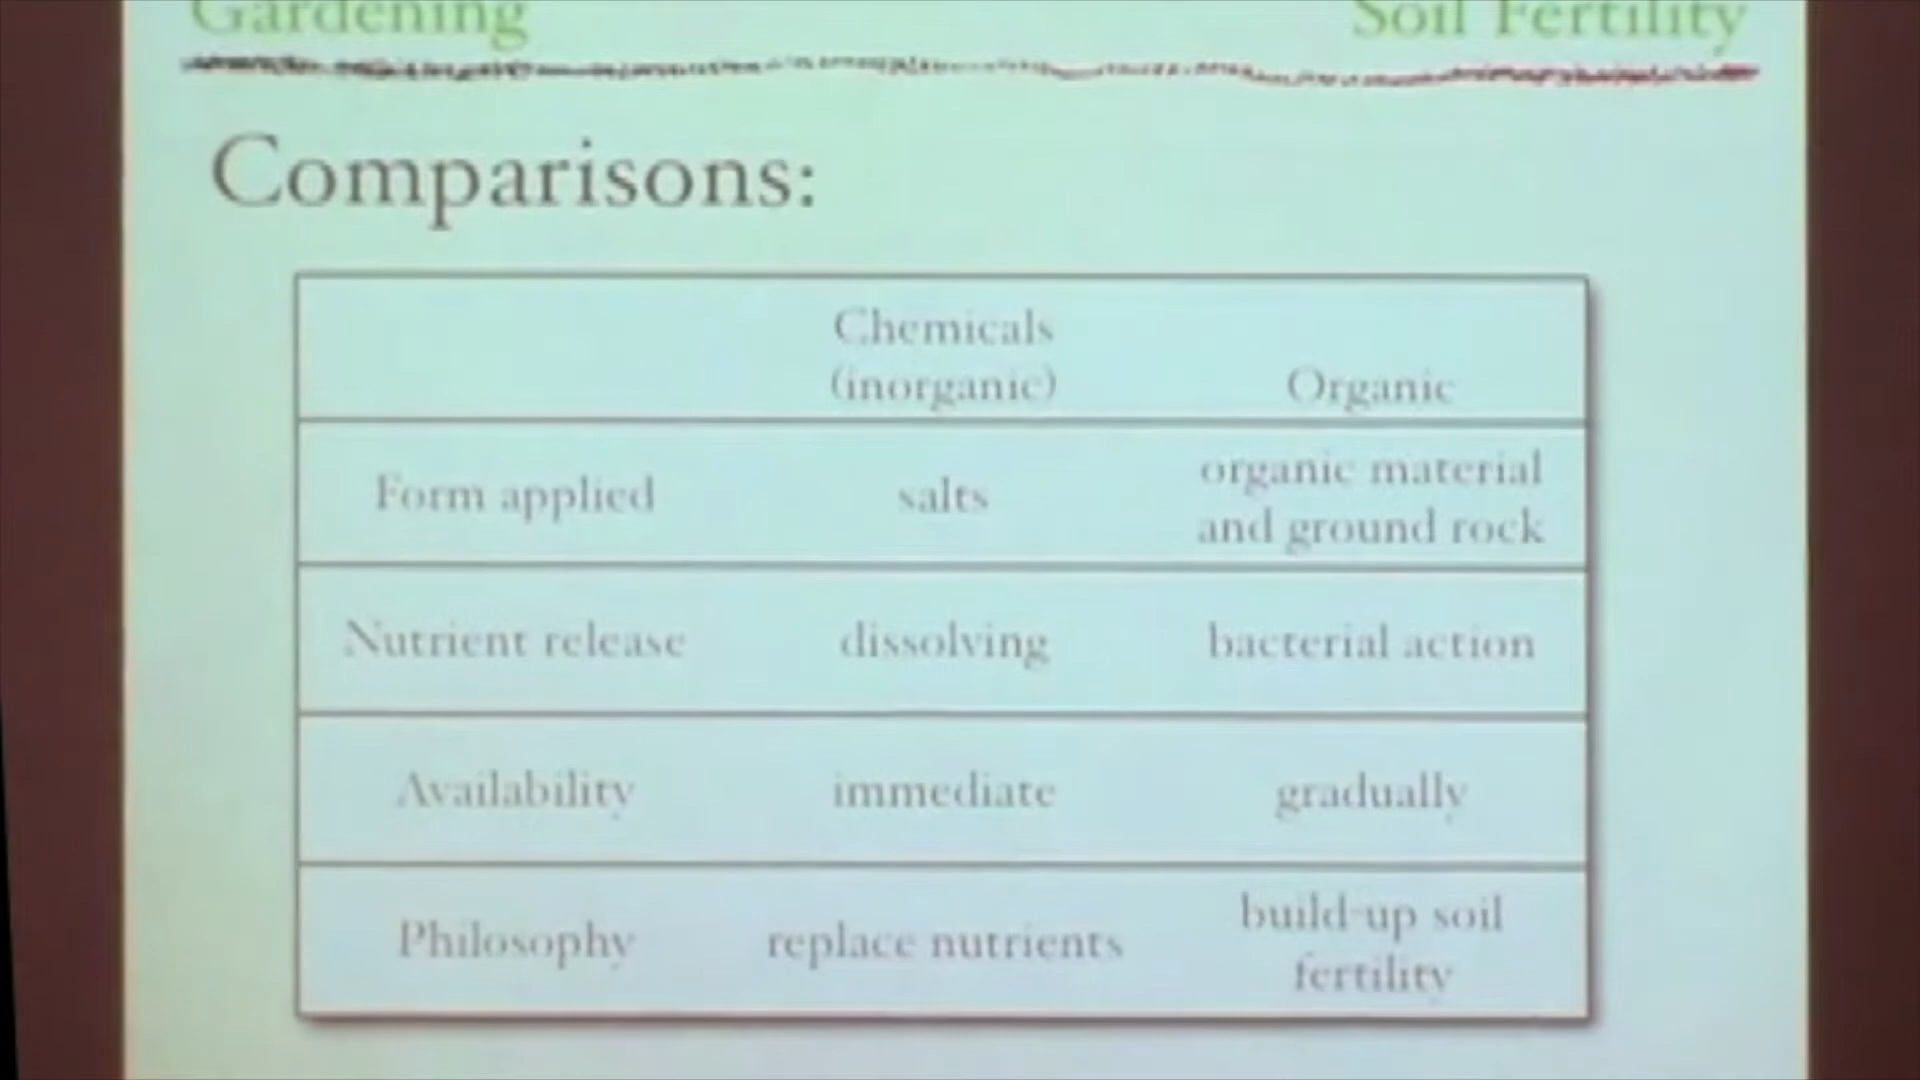 Gardening Soil Fertility
Comparisons:
Chemicals
(inorganic) Organic
Form applied salts organic material
and ground rock
Nutrient release dissolving bacterial action
Availability immediate gradually
Philosophy replace nutrients build-up soil
fertility